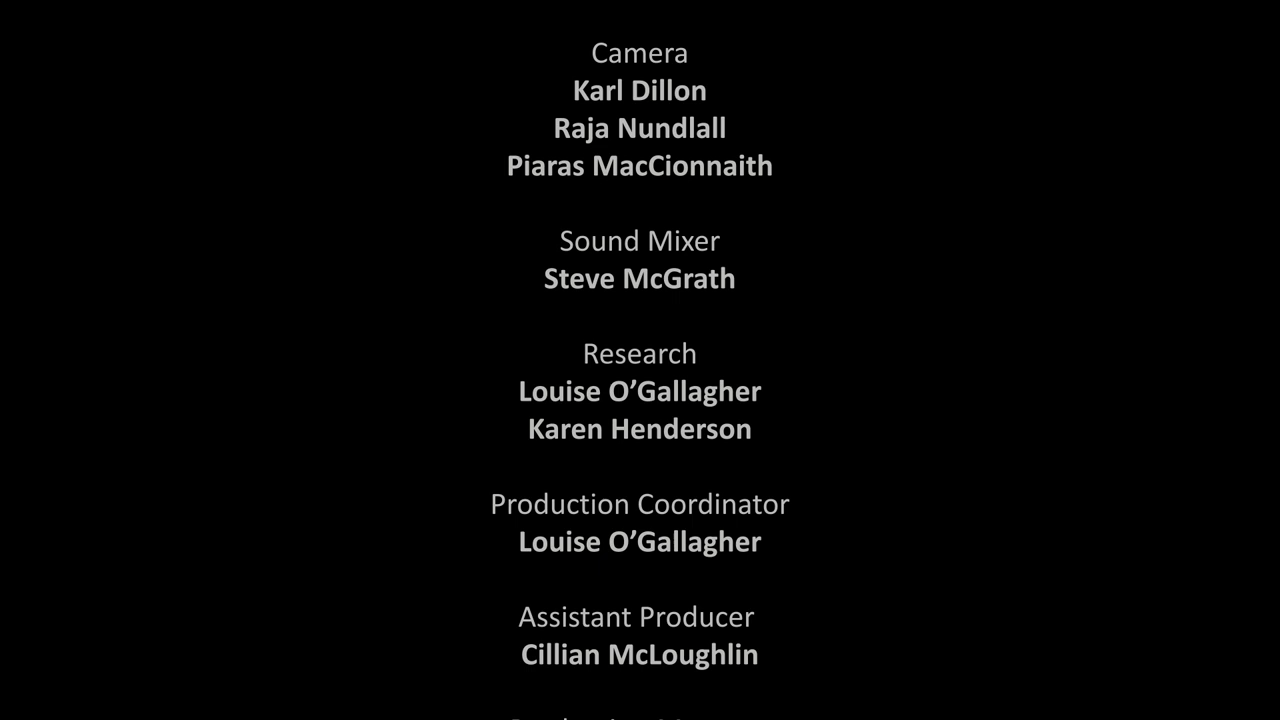 Camera
Karl Dillon
Raja Nundlall
Piaras MacCionnaith
Sound Mixer
Steve McGrath
Research
Louise O’Gallagher
Karen Henderson
Production Coordinator
Louise O’Gallagher
Assistant Producer
Cillian McLoughlin